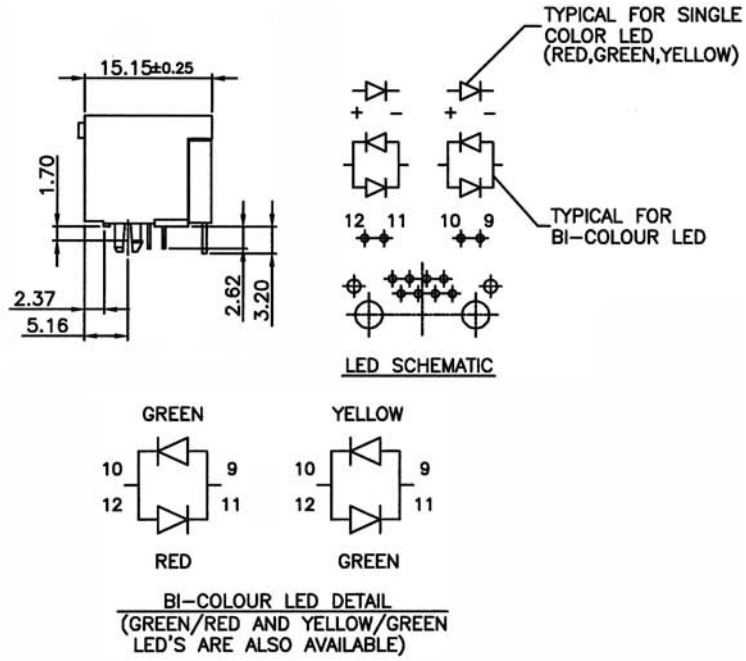 TYPICAL FOR SINGLE
COLOR LED
(RED,GREEN,YELLOW)
15.15±0.25
1.70
+ - + -
12 11 10 9
TYPICAL FOR
BI-COLOUR LED
2.37
5.16
2.62
3.20
LED SCHEMATIC
GREEN YELLOW
10 9 10 9
12 11 12 11
RED GREEN
BI-COLOUR LED DETAIL
(GREEN/RED AND YELLOW/GREEN
LED'S ARE ALSO AVAILABLE)